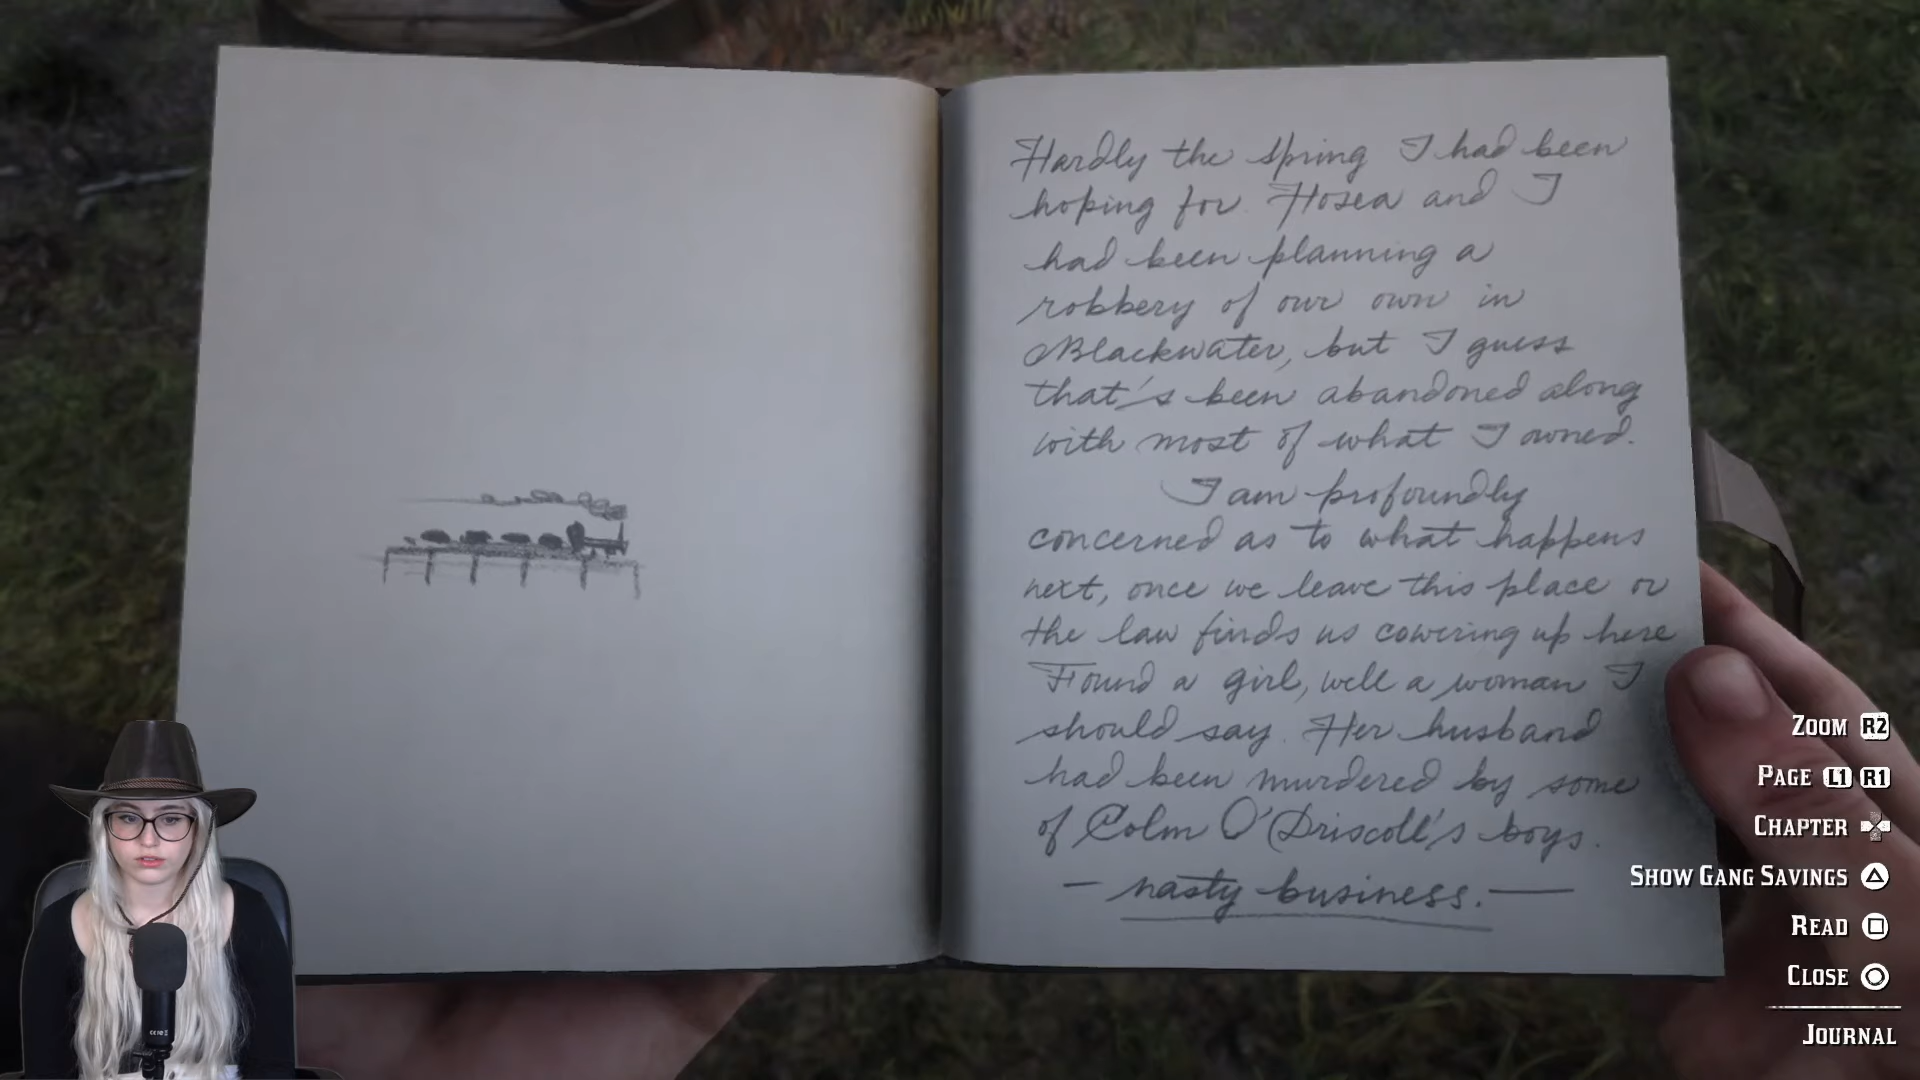 Hardly the spring I had been
hoping for. Hosea and I
had been planning a
robbery of our own in
Blackwater, but I guess
that's been abandoned along
with most of what I owned.
I am profoundly
concerned as to what happens
next, once we leave this place or
the law finds us cowering up here
Found a girl, well a woman I
should say. Her husband
had been murdered by some
of Colm O'Driscoll's boys.
— nasty business. —
ZOOM R2
PAGE L1 R1
CHAPTER
SHOW GANG SAVINGS
READ
CLOSE
JOURNAL